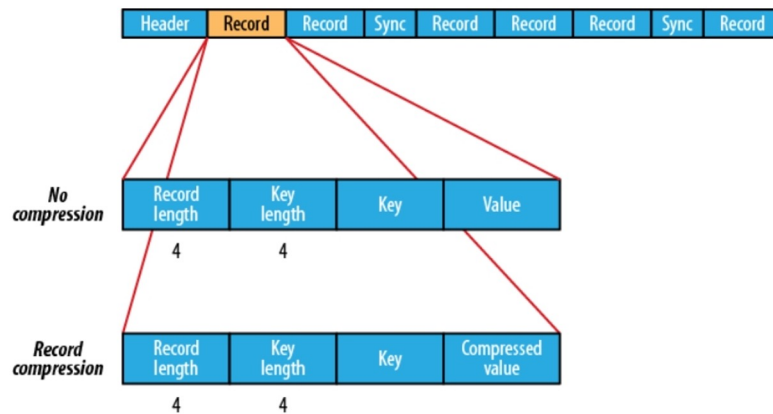 Header Record Record Sync Record Record Record Sync Record
No compression
Record length
Key length
Key
Value
4 4
Record compression
Record length
Key length
Key
Compressed value
4 4